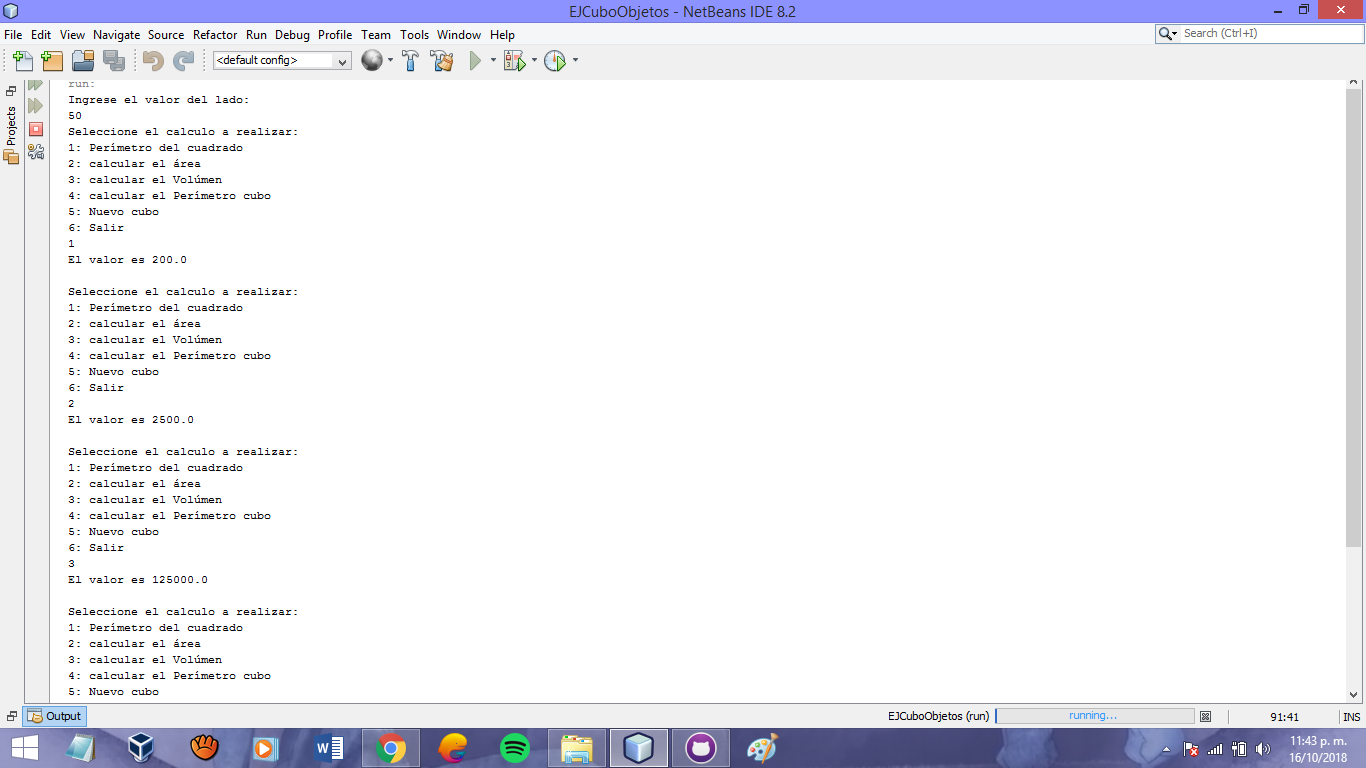 EJCuboObjetos - NetBeans IDE 8.2
File Edit View Navigate Source Refactor Run Debug Profile Team Tools Window Help
Search (Ctrl+I)
<default config>
Projects
run:
Ingrese el valor del lado:
50
Seleccione el calculo a realizar:
1: Perímetro del cuadrado
2: calcular el área
3: calcular el Volúmen
4: calcular el Perímetro cubo
5: Nuevo cubo
6: Salir
1
El valor es 200.0
Seleccione el calculo a realizar:
1: Perímetro del cuadrado
2: calcular el área
3: calcular el Volúmen
4: calcular el Perímetro cubo
5: Nuevo cubo
6: Salir
2
El valor es 2500.0
Seleccione el calculo a realizar:
1: Perímetro del cuadrado
2: calcular el área
3: calcular el Volúmen
4: calcular el Perímetro cubo
5: Nuevo cubo
6: Salir
3
El valor es 125000.0
Seleccione el calculo a realizar:
1: Perímetro del cuadrado
2: calcular el área
3: calcular el Volúmen
4: calcular el Perímetro cubo
5: Nuevo cubo
Output
EJCuboObjetos (run)
running...
91:41
INS
11:43 p. m.
16/10/2018